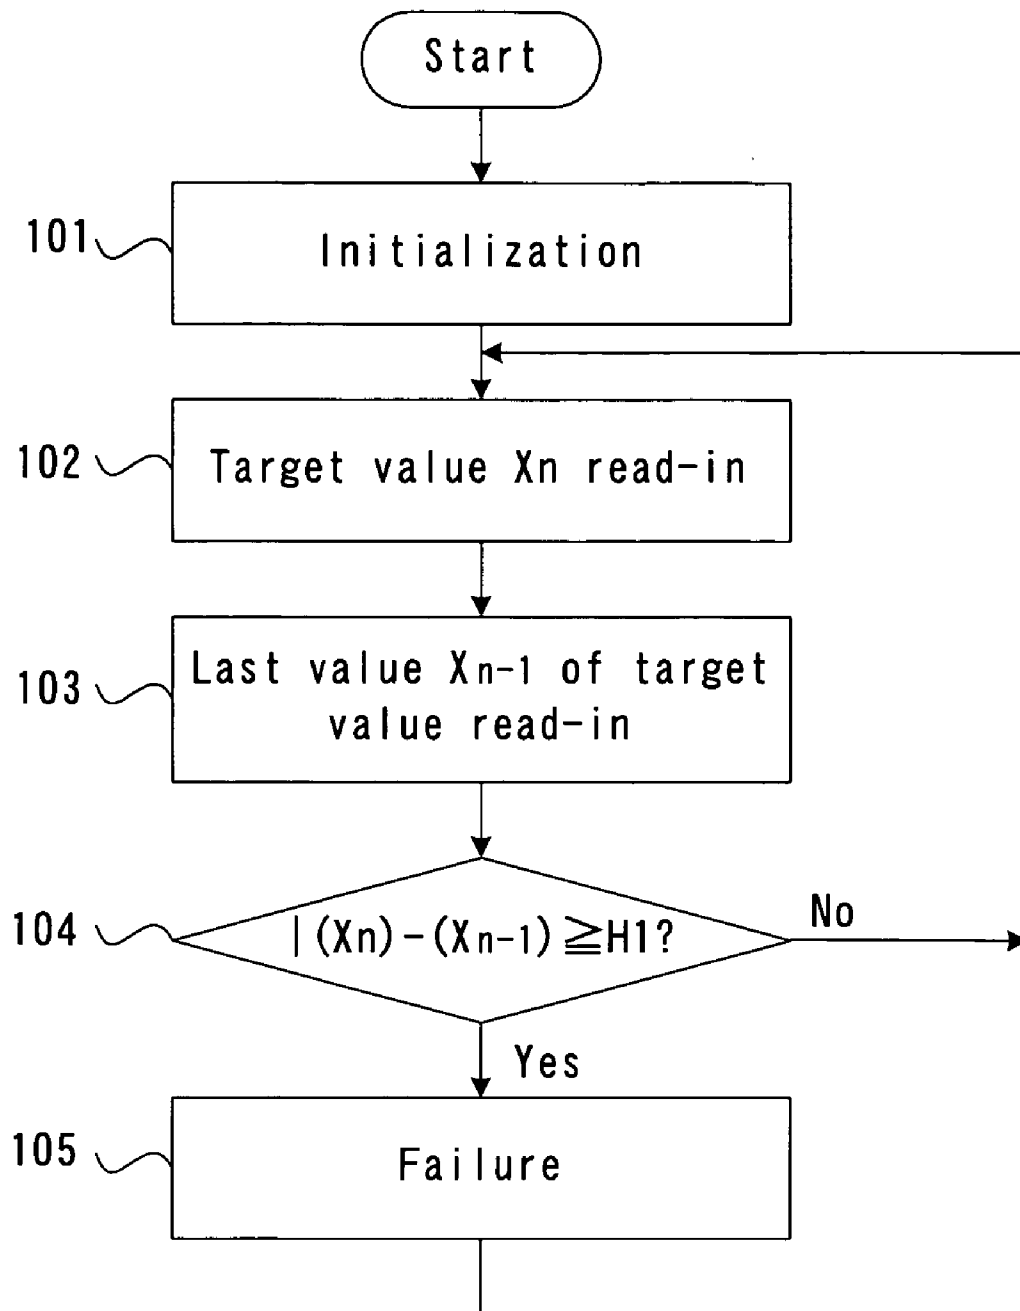 Start
101
Initialization
102
Target value Xn read-in
103
Last value Xn-1 of target
value read-in
104
|(Xn)-(Xn-1)≧H1?
No
Yes
105
Failure